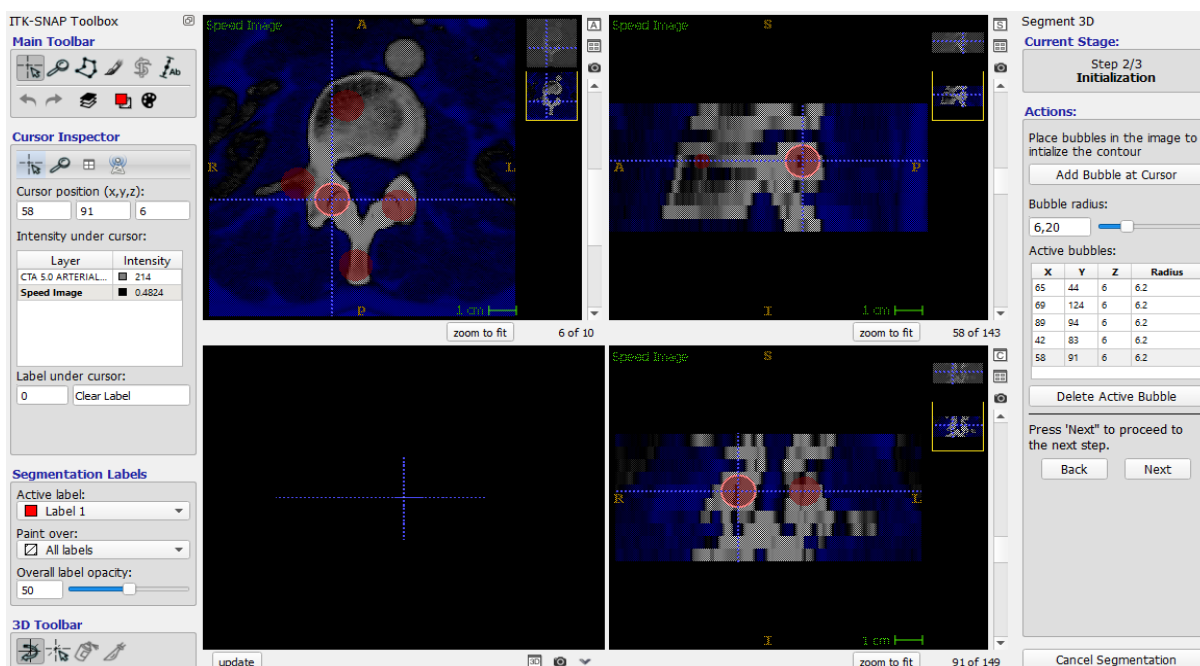 ITK-SNAP Toolbox
Main Toolbar
Ab
Cursor Inspector
Cursor position (x,y,z):
58 91 6
Intensity under cursor:
Layer Intensity
CTA 5.0 ARTERIAL... 214
Speed Image 0.4824
Label under cursor:
0 Clear Label
Segmentation Labels
Active label:
Label 1
Paint over:
All labels
Overall label opacity:
50
3D Toolbar
Speed Image
A
R
L
P
1 cm
zoom to fit 6 of 10
A
Speed Image
S
A
P
I
1 cm
zoom to fit 58 of 143
S
update
3D
Speed Image
S
R
L
I
1 cm
zoom to fit 91 of 149
C
Segment 3D
Current Stage:
Step 2/3
Initialization
Actions:
Place bubbles in the image to
intialize the contour
Add Bubble at Cursor
Bubble radius:
6,20
Active bubbles:
X Y Z Radius
65 44 6 6.2
69 124 6 6.2
89 94 6 6.2
42 83 6 6.2
58 91 6 6.2
Delete Active Bubble
Press 'Next" to proceed to
the next step.
Back Next
Cancel Segmentation